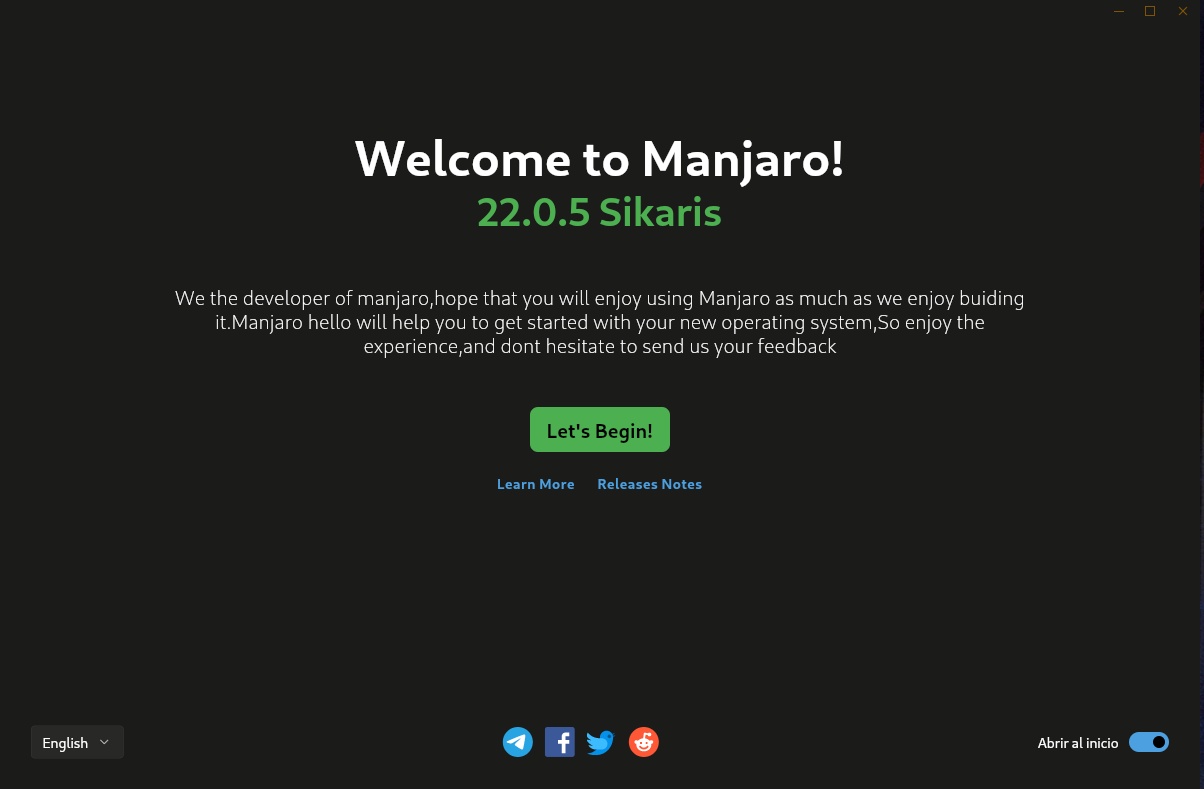 Welcome to Manjaro!
22.0.5 Sikaris
We the developer of manjaro,hope that you will enjoy using Manjaro as much as we enjoy buiding
it.Manjaro hello will help you to get started with your new operating system,So enjoy the
experience,and dont hesitate to send us your feedback
Let's Begin!
Learn More Releases Notes
English
Abrir al inicio